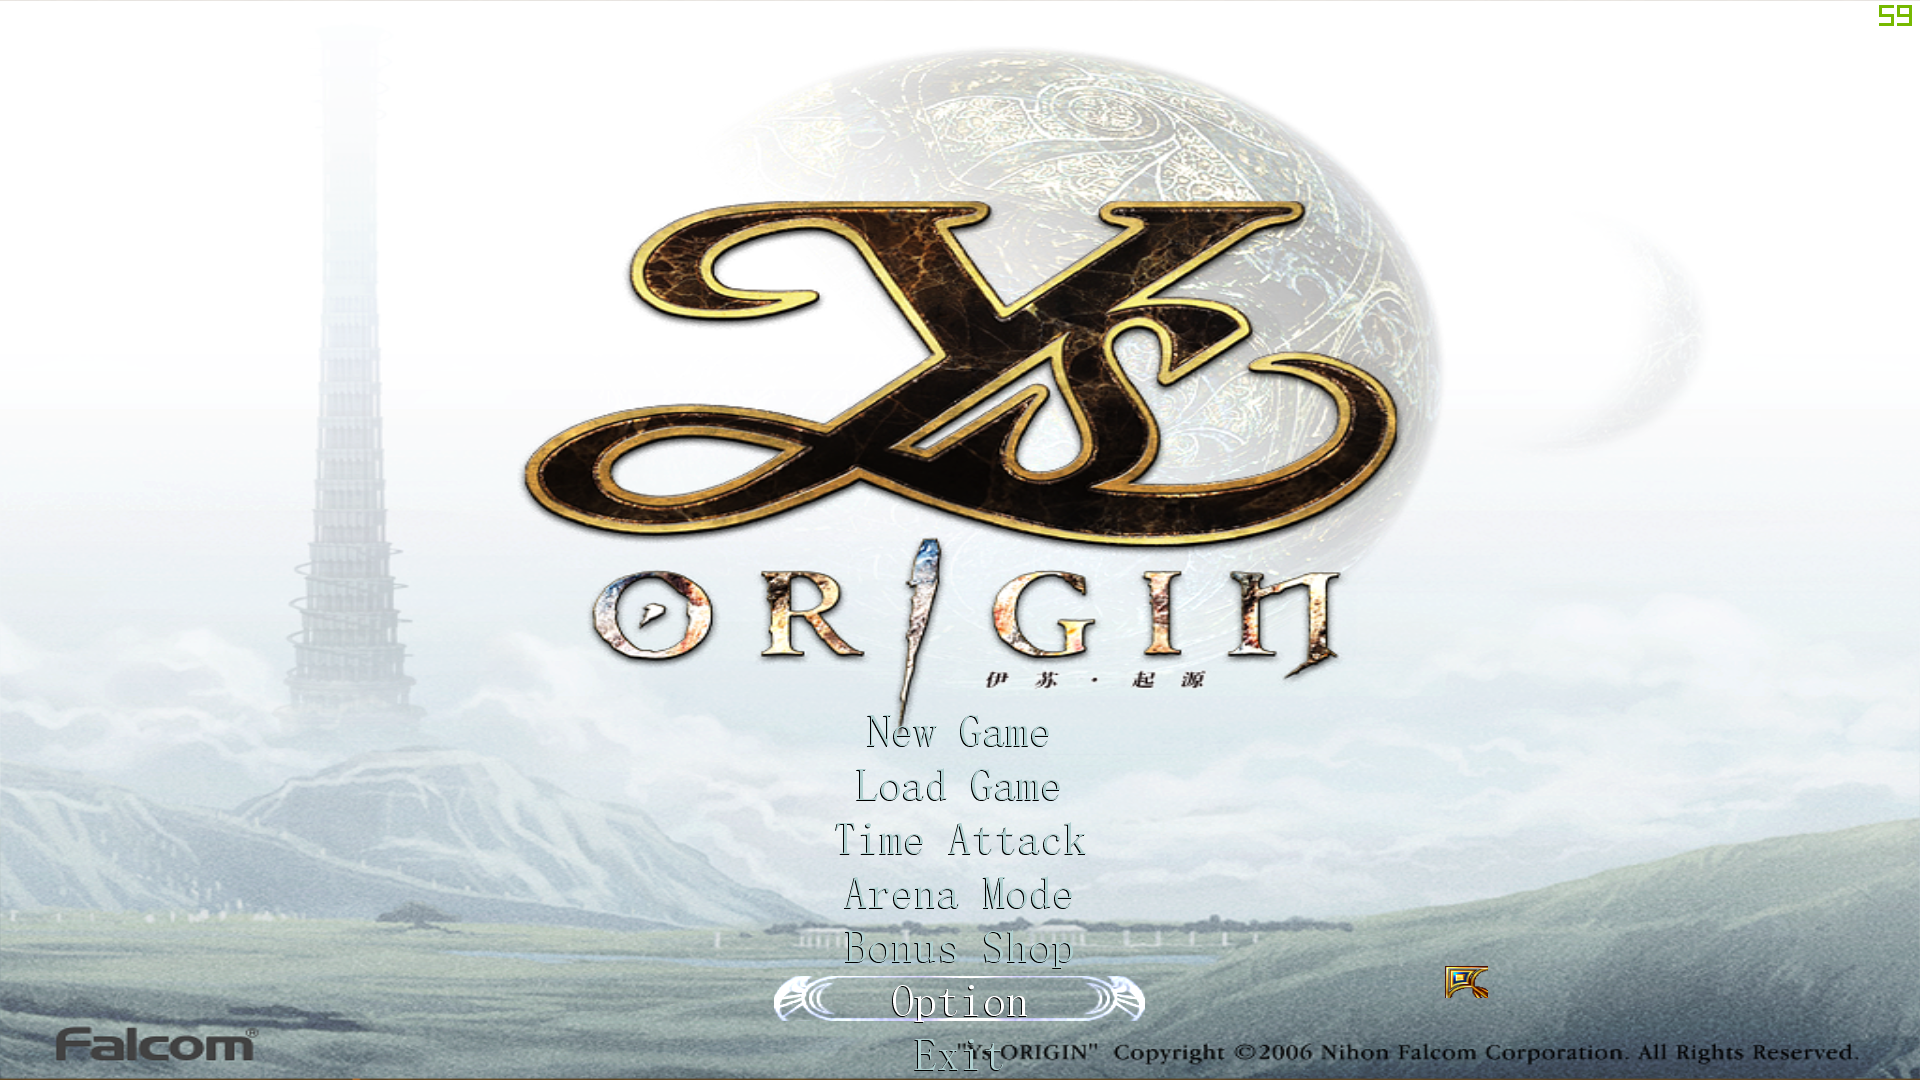 59
Ys
ORIGIN
伊苏·起源
New Game
Load Game
Time Attack
Arena Mode
Bonus Shop
Option
Exit
"Ys ORIGIN" Copyright ©2006 Nihon Falcom Corporation. All Rights Reserved.
Falcom®